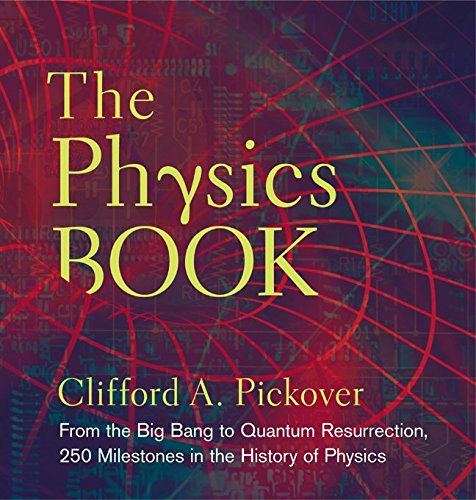 KOREA
The
Physics
BOOK
Clifford A. Pickover
From the Big Bang to Quantum Resurrection,
250 Milestones in the History of Physics